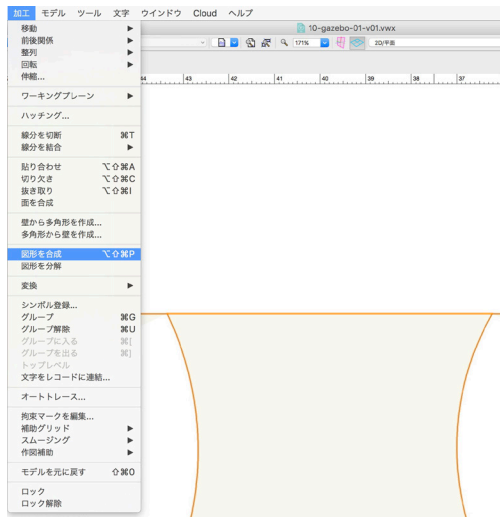 加工 モデル ツール 文字 ウインドウ Cloud ヘルプ
10-gazebo-01-v01.vwx
171% 2D/平面
44 43 42 41 40 39 38 37
移動
前後関係
整列
回転
伸縮...
ワーキングプレーン
ハッチング...
線分を切断 ⌘T
線分を結合
貼り合わせ ⌥⇧⌘A
切り欠き ⌥⇧⌘C
抜き取り ⌥⇧⌘I
面を合成
壁から多角形を作成...
多角形から壁を作成...
図形を合成 ⌥⇧⌘P
図形を分解
変換
シンボル登録...
グループ ⌘G
グループ解除 ⌘U
グループに入る ⌘[
グループを出る ⌘]
トップレベル
文字をレコードに連結...
オートトレース...
拘束マークを編集...
補助グリッド
スムージング
作図補助
モデルを元に戻す ⇧⌘0
ロック
ロック解除